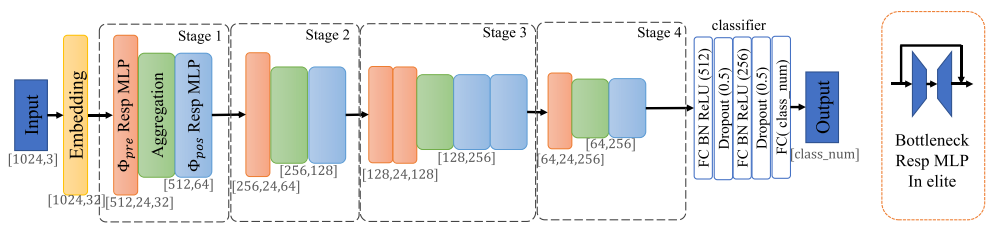 Input
[1024,3]
Embedding
[1024,32]
Stage 1
Φpre Resp MLP
[512,24,32]
Aggregation
Φpos Resp MLP
[512,64]
Stage 2
[256,24,64]
[256,128]
Stage 3
[128,24,128]
[128,256]
Stage 4
[64,24,256]
[64,256]
classifier
FC BN ReLU (512)
Dropout (0.5)
FC BN ReLU (256)
Dropout (0.5)
FC( class_num)
Output
[class_num]
Bottleneck
Resp MLP
In elite